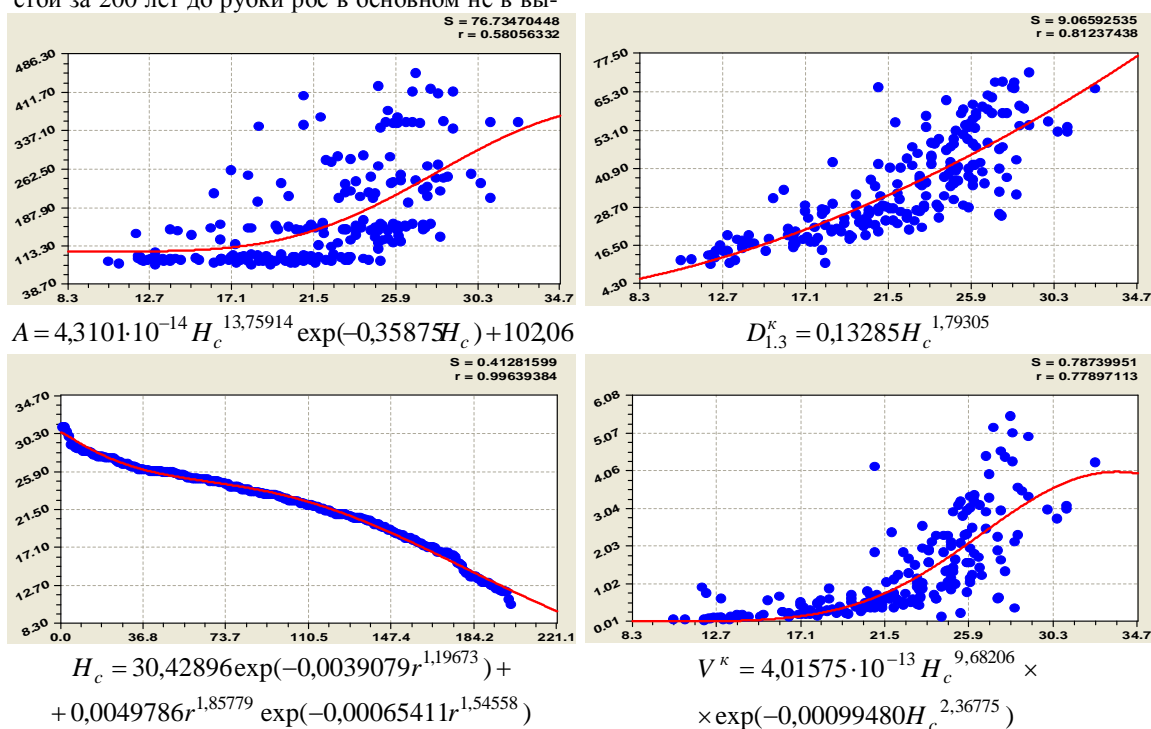 стой за 200 лет до рубки рос в основном не в вы-
S = 76.73470448
r = 0.58056332
486.30
411.70
337.10
262.50
187.90
113.30
38.70
8.3 12.7 17.1 21.5 25.9 30.3 34.7
S = 9.06592535
r = 0.81237438
77.50
65.30
53.10
40.90
28.70
16.50
4.30
8.3 12.7 17.1 21.5 25.9 30.3 34.7
A = 4,3101·10⁻¹⁴ H_c^{13,75914} exp(−0,35875H_c) + 102,06
D_{1.3}^{к} = 0,13285H_c^{1,79305}
S = 0.41281599
r = 0.99639384
34.70
30.30
25.90
21.50
17.10
12.70
8.30
0.0 36.8 73.7 110.5 147.4 184.2 221.1
S = 0.78739951
r = 0.77897113
6.08
5.07
4.06
3.04
2.03
1.02
0.01
8.3 12.7 17.1 21.5 25.9 30.3 34.7
H_c = 30,42896 exp(−0,0039079r^{1,19673}) +
+ 0,0049786r^{1,85779} exp(−0,00065411r^{1,54558})
V^{к} = 4,01575·10⁻¹³ H_c^{9,68206} ×
× exp(−0,00099480H_c^{2,36775})